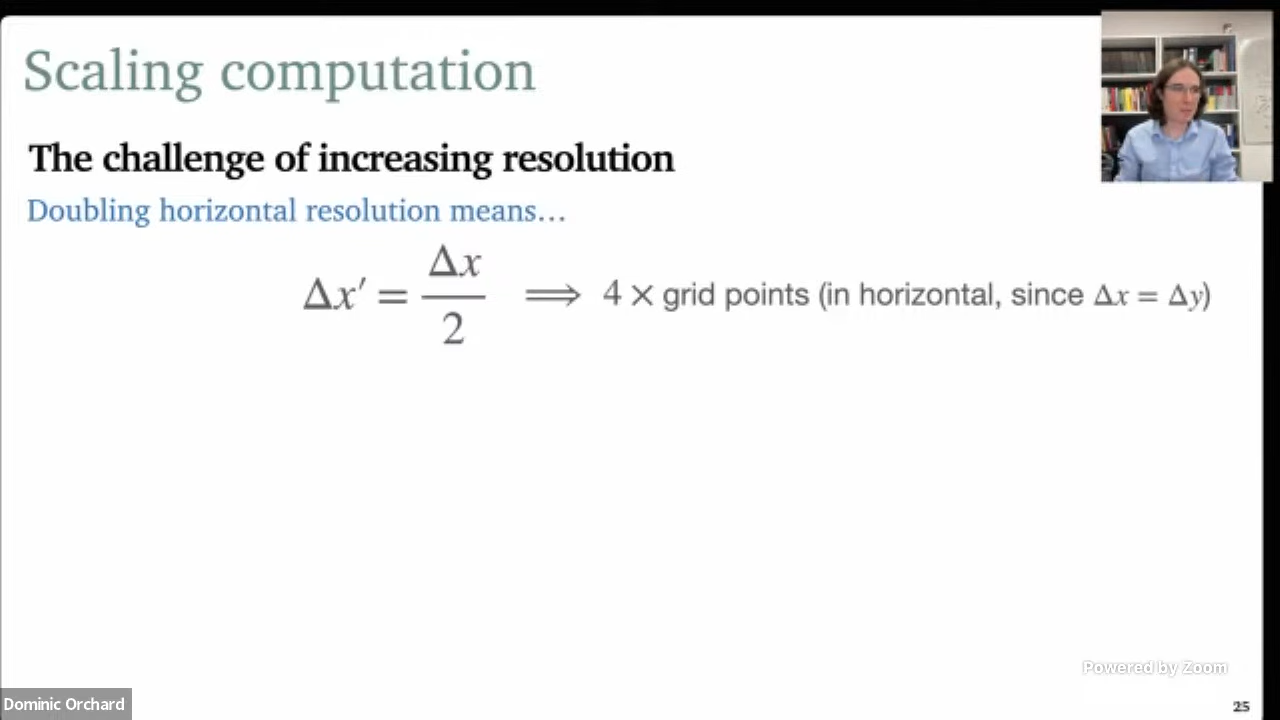 Scaling computation
The challenge of increasing resolution
Doubling horizontal resolution means…
Δx′ = Δx / 2 ⟹ 4 × grid points (in horizontal, since Δx = Δy)
Powered by Zoom
Dominic Orchard
25